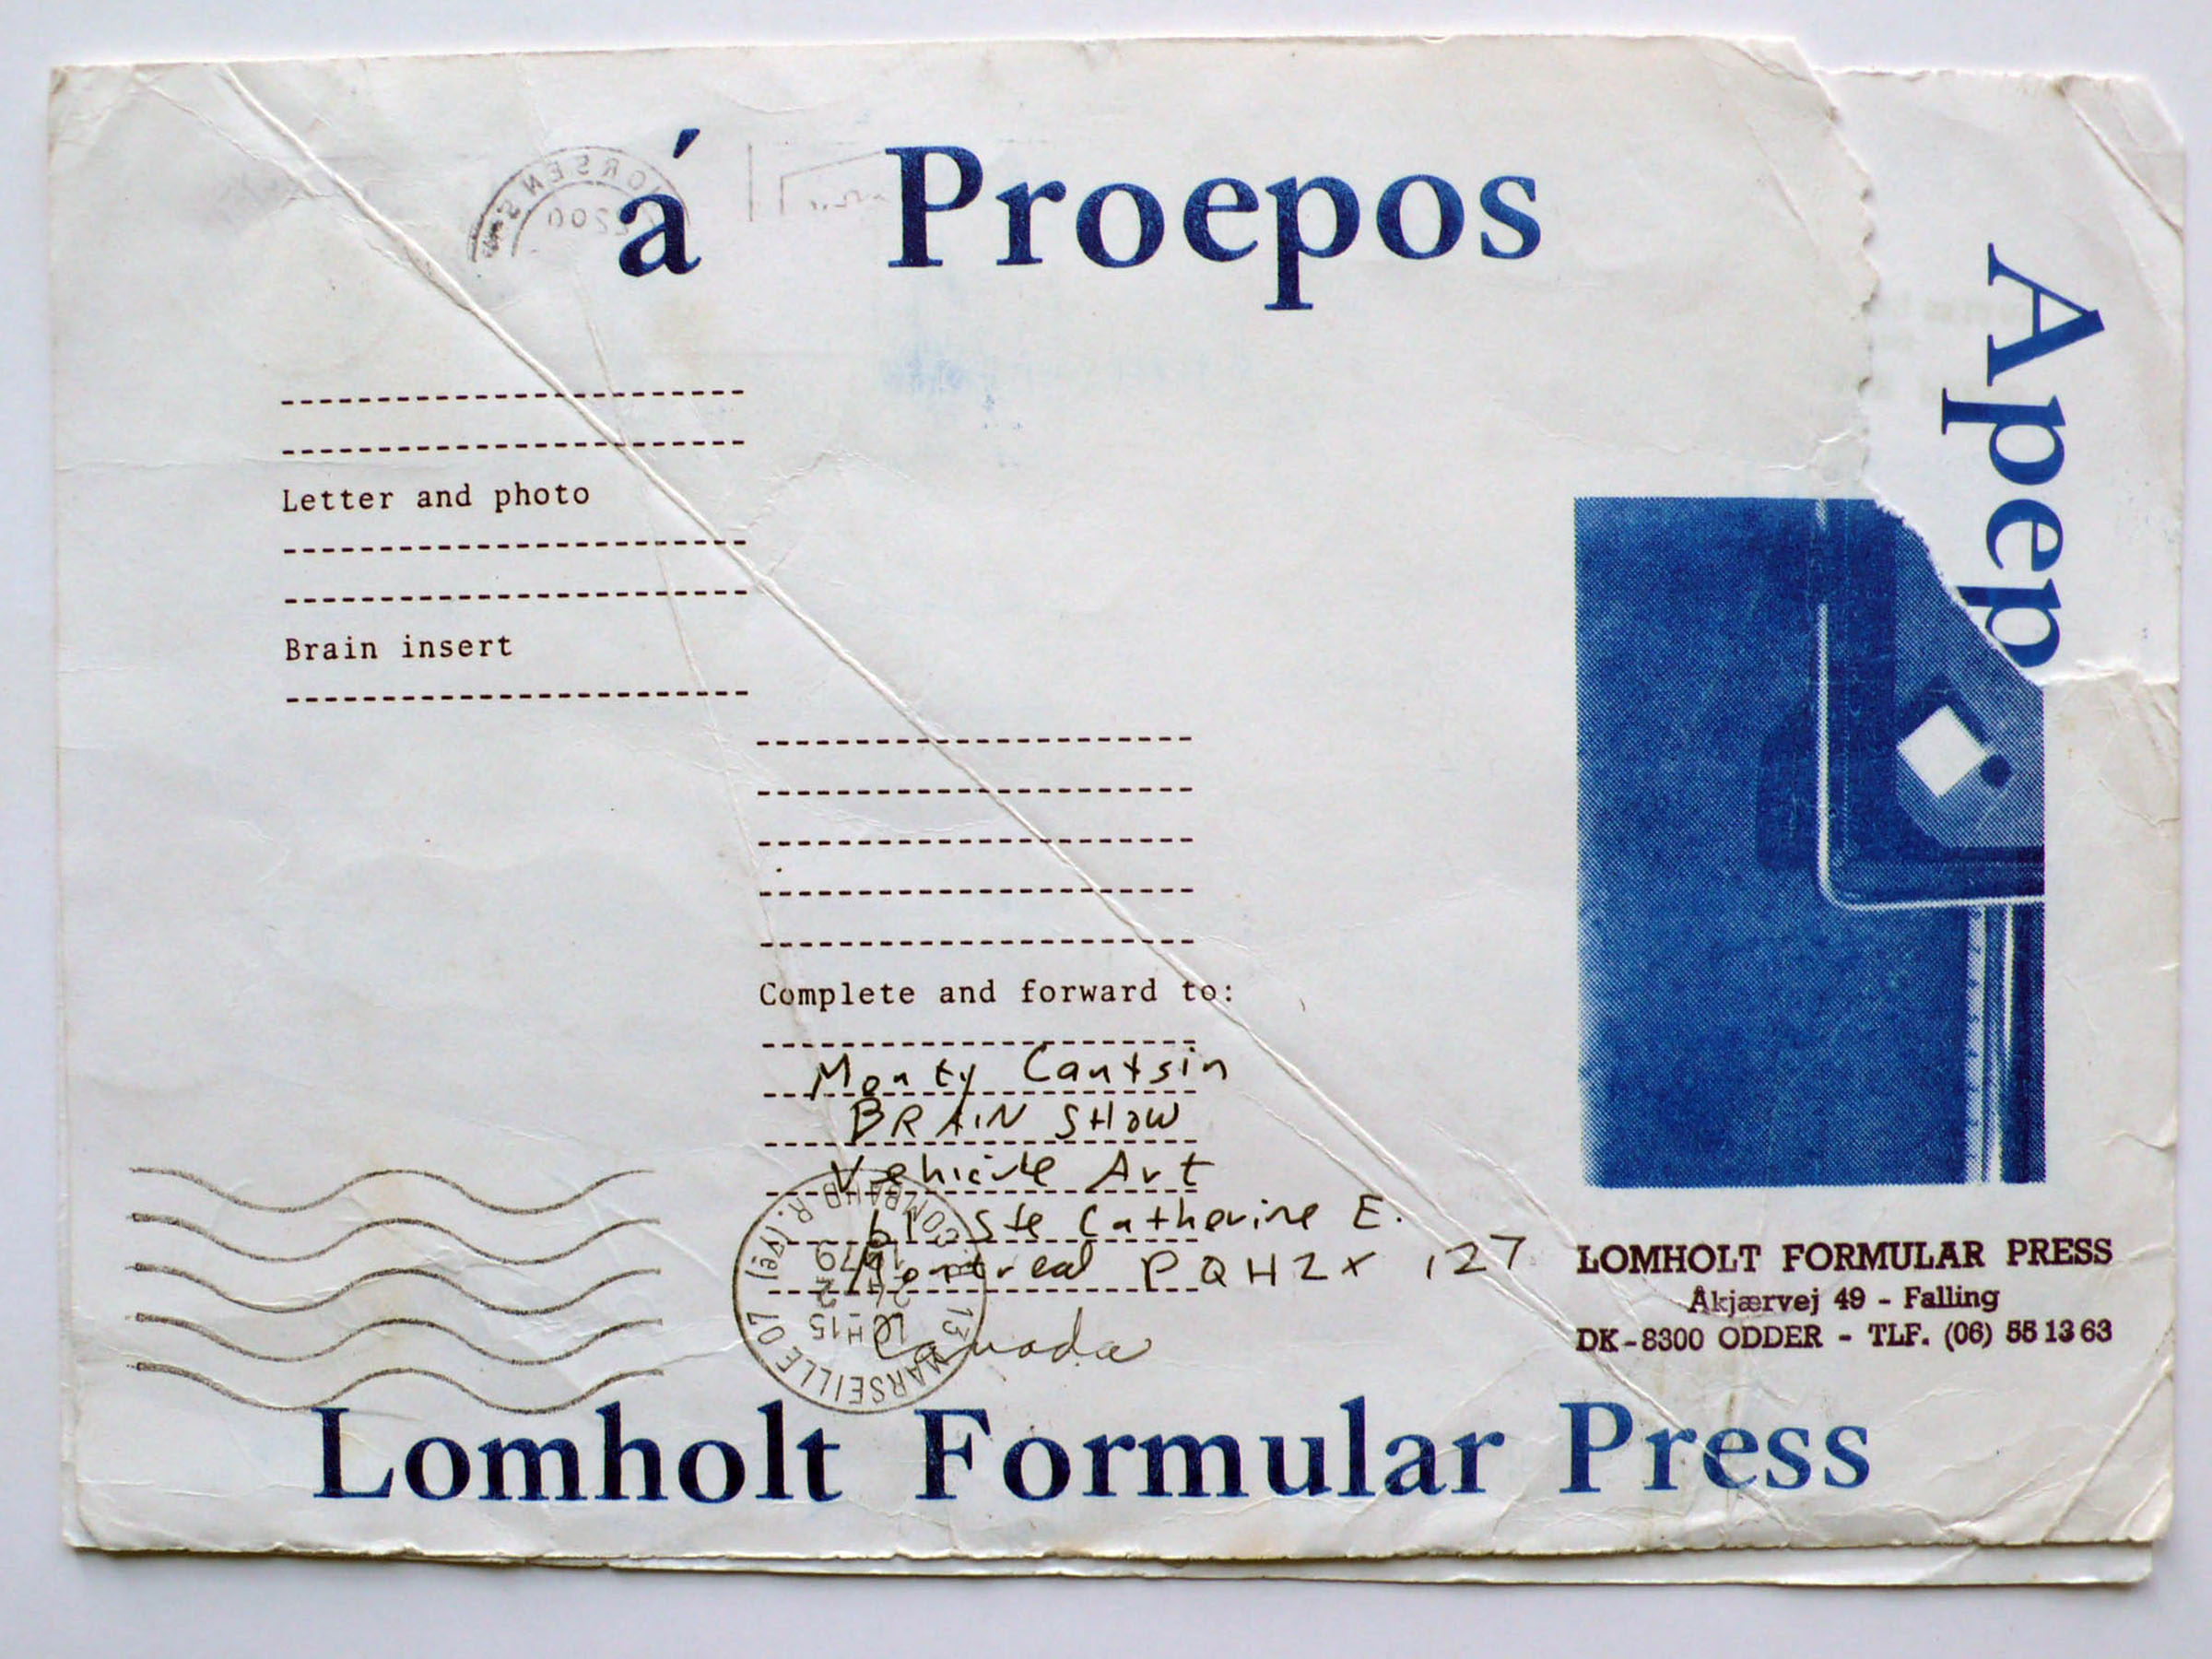 á Proepos
Apep
Letter and photo
Brain insert
Complete and forward to:
Monty Cantsin
BRAIN SHOW
Vehicule Art
61 Ste Catherine E.
Montreal PQ H2X 1Z7
Canada
MARSEILLE 07
LOMHOLT FORMULAR PRESS
Åkjærvej 49 - Falling
DK-8300 ODDER - TLF. (06) 55 13 63
Lomholt Formular Press